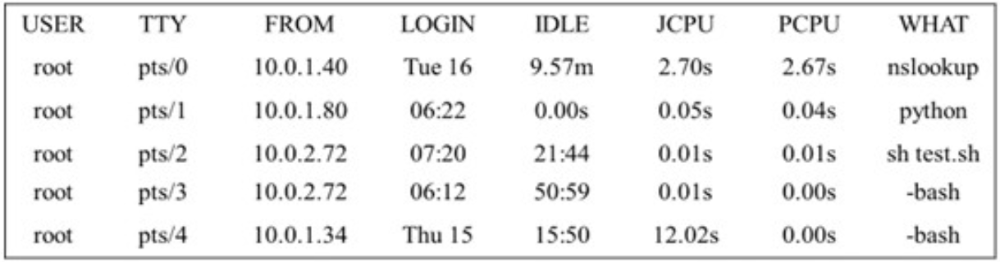 USER TTY FROM LOGIN IDLE JCPU PCPU WHAT
root pts/0 10.0.1.40 Tue 16 9.57m 2.70s 2.67s nslookup
root pts/1 10.0.1.80 06:22 0.00s 0.05s 0.04s python
root pts/2 10.0.2.72 07:20 21:44 0.01s 0.01s sh test.sh
root pts/3 10.0.2.72 06:12 50:59 0.01s 0.00s -bash
root pts/4 10.0.1.34 Thu 15 15:50 12.02s 0.00s -bash